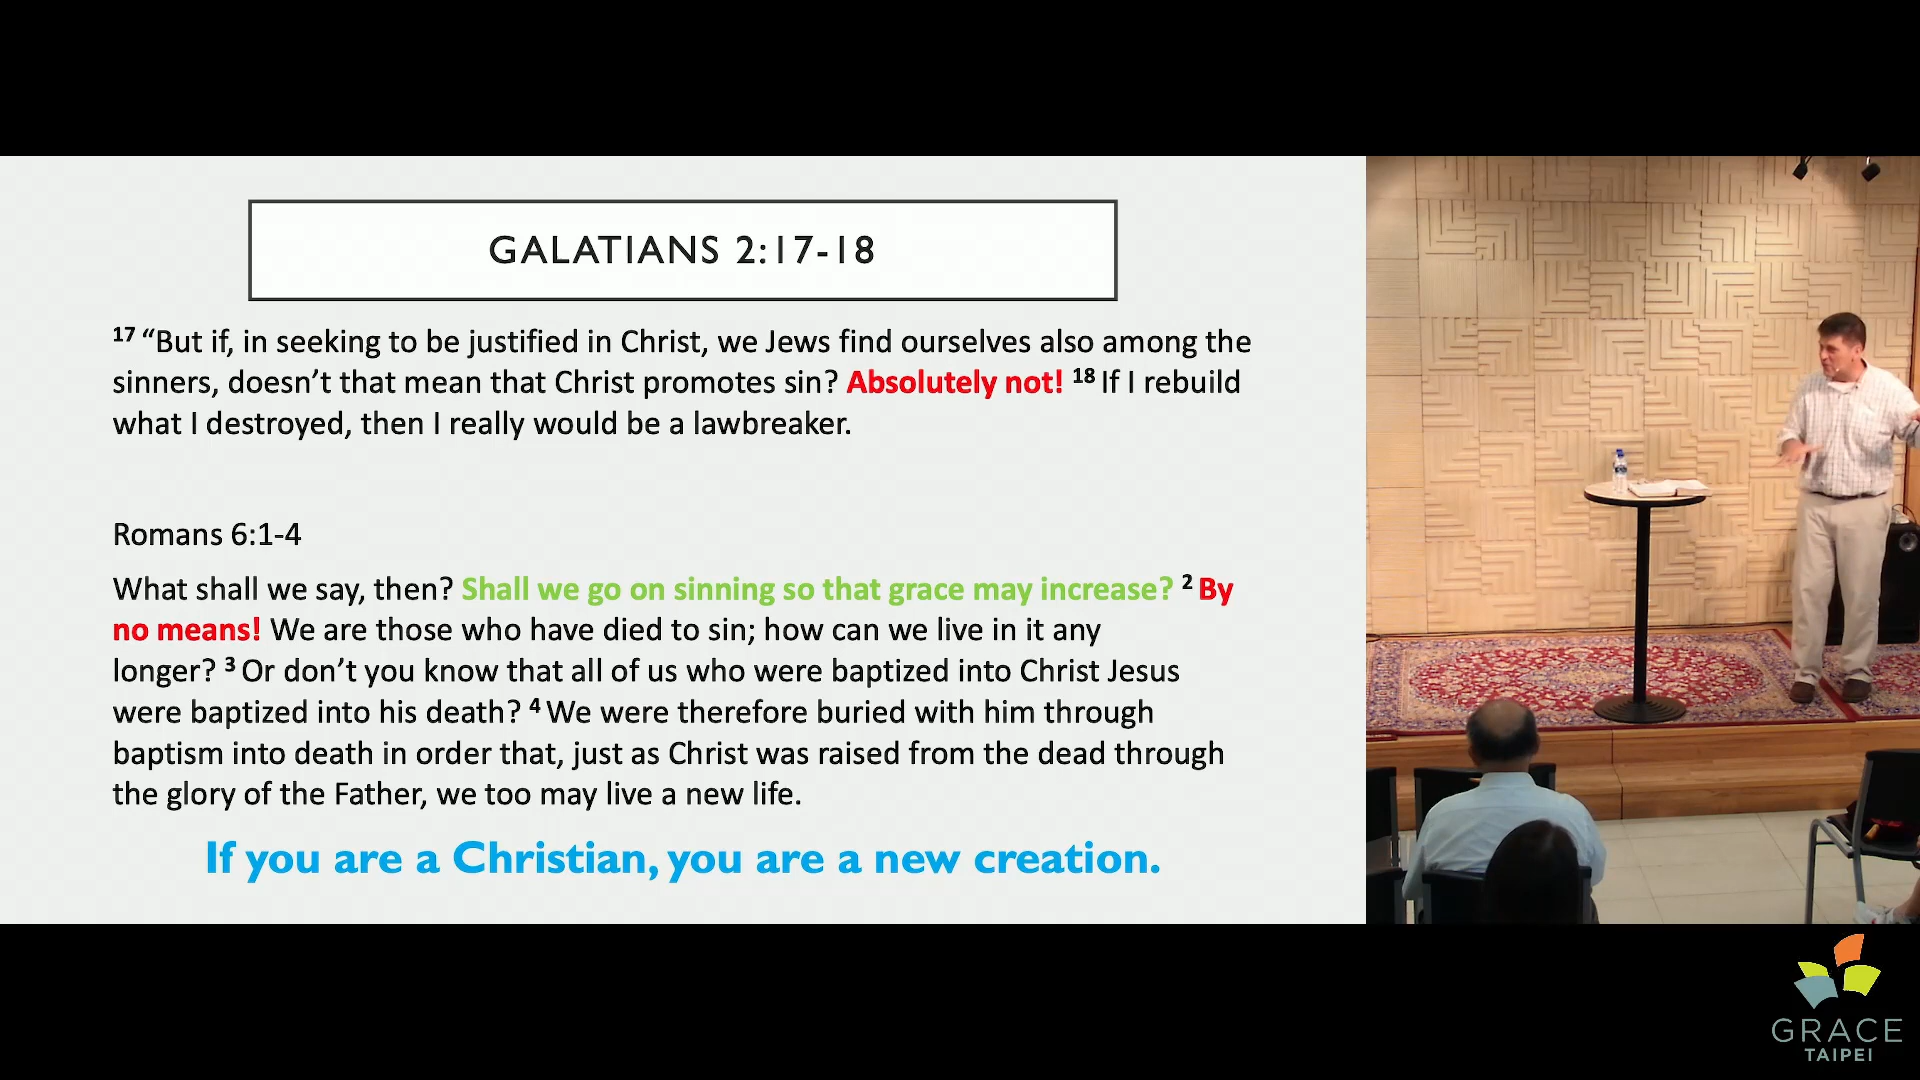 GALATIANS 2:17-18
17 “But if, in seeking to be justified in Christ, we Jews find ourselves also among the
sinners, doesn’t that mean that Christ promotes sin? Absolutely not! 18 If I rebuild
what I destroyed, then I really would be a lawbreaker.
Romans 6:1-4
What shall we say, then? Shall we go on sinning so that grace may increase? 2 By
no means! We are those who have died to sin; how can we live in it any
longer? 3 Or don’t you know that all of us who were baptized into Christ Jesus
were baptized into his death? 4 We were therefore buried with him through
baptism into death in order that, just as Christ was raised from the dead through
the glory of the Father, we too may live a new life.
If you are a Christian, you are a new creation.
GRACE
TAIPEI